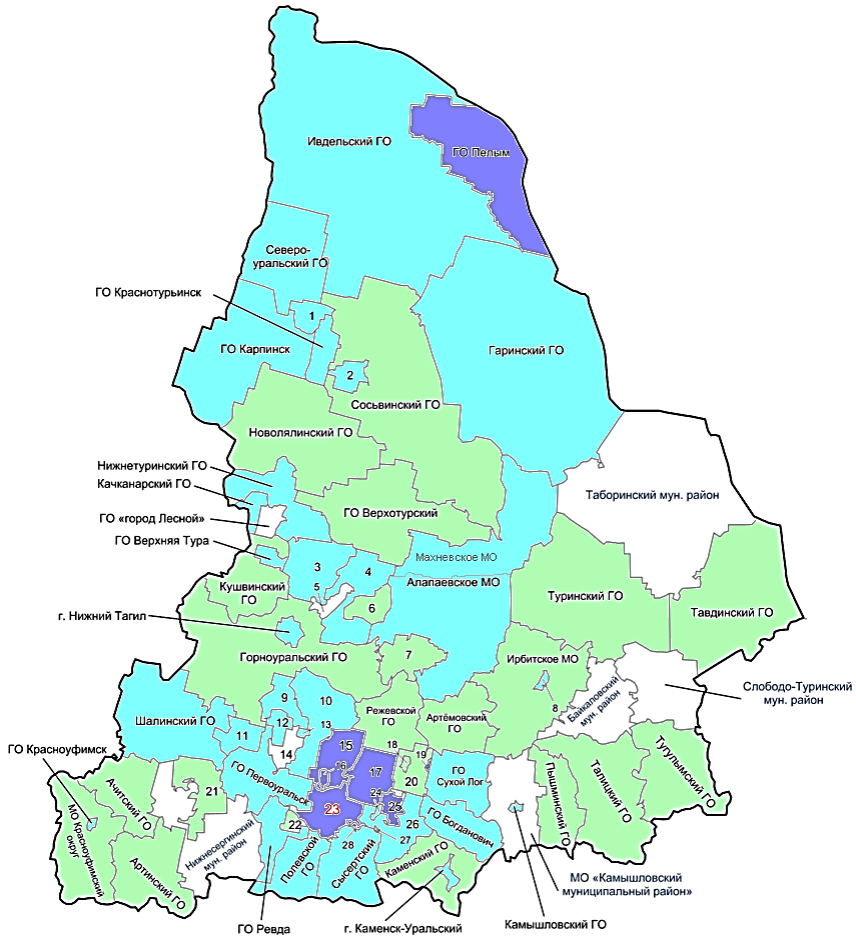 Ивдельский ГО
ГО Пелым
Северо-
уральский ГО
ГО Краснотурьинск
1
ГО Карпинск
Гаринский ГО
2
Сосьвинский ГО
Новолялинский ГО
Нижнетуринский ГО
Качканарский ГО
Таборинский мун. район
ГО «город Лесной»
ГО Верхотурский
ГО Верхняя Тура
Махневское МО
3
4
Алапаевское МО
5
Кушвинский
ГО
6
Туринский ГО
Тавдинский ГО
г. Нижний Тагил
Горноуральский ГО
7
Ирбитское МО
Слободо-Туринский
мун. район
Байкаловский
мун. район
8
9
10
Режевской
ГО
Артёмовский
ГО
Шалинский ГО
11
12
13
14
15
16
17
18
19
20
ГО
Сухой Лог
ГО Красноуфимск
ГО Первоуральск
Пышминский ГО
Талицкий ГО
Тугулымский ГО
Ачитский ГО
21
МО Красноуфимский
округ
Артинский ГО
Нижнесергинский
мун. район
22
23
24
25
26
27
28
ГО Богданович
Полевской
ГО
Сысертский
ГО
Каменский ГО
МО «Камышловский
муниципальный район»
ГО Ревда
г. Каменск-Уральский
Камышловский ГО